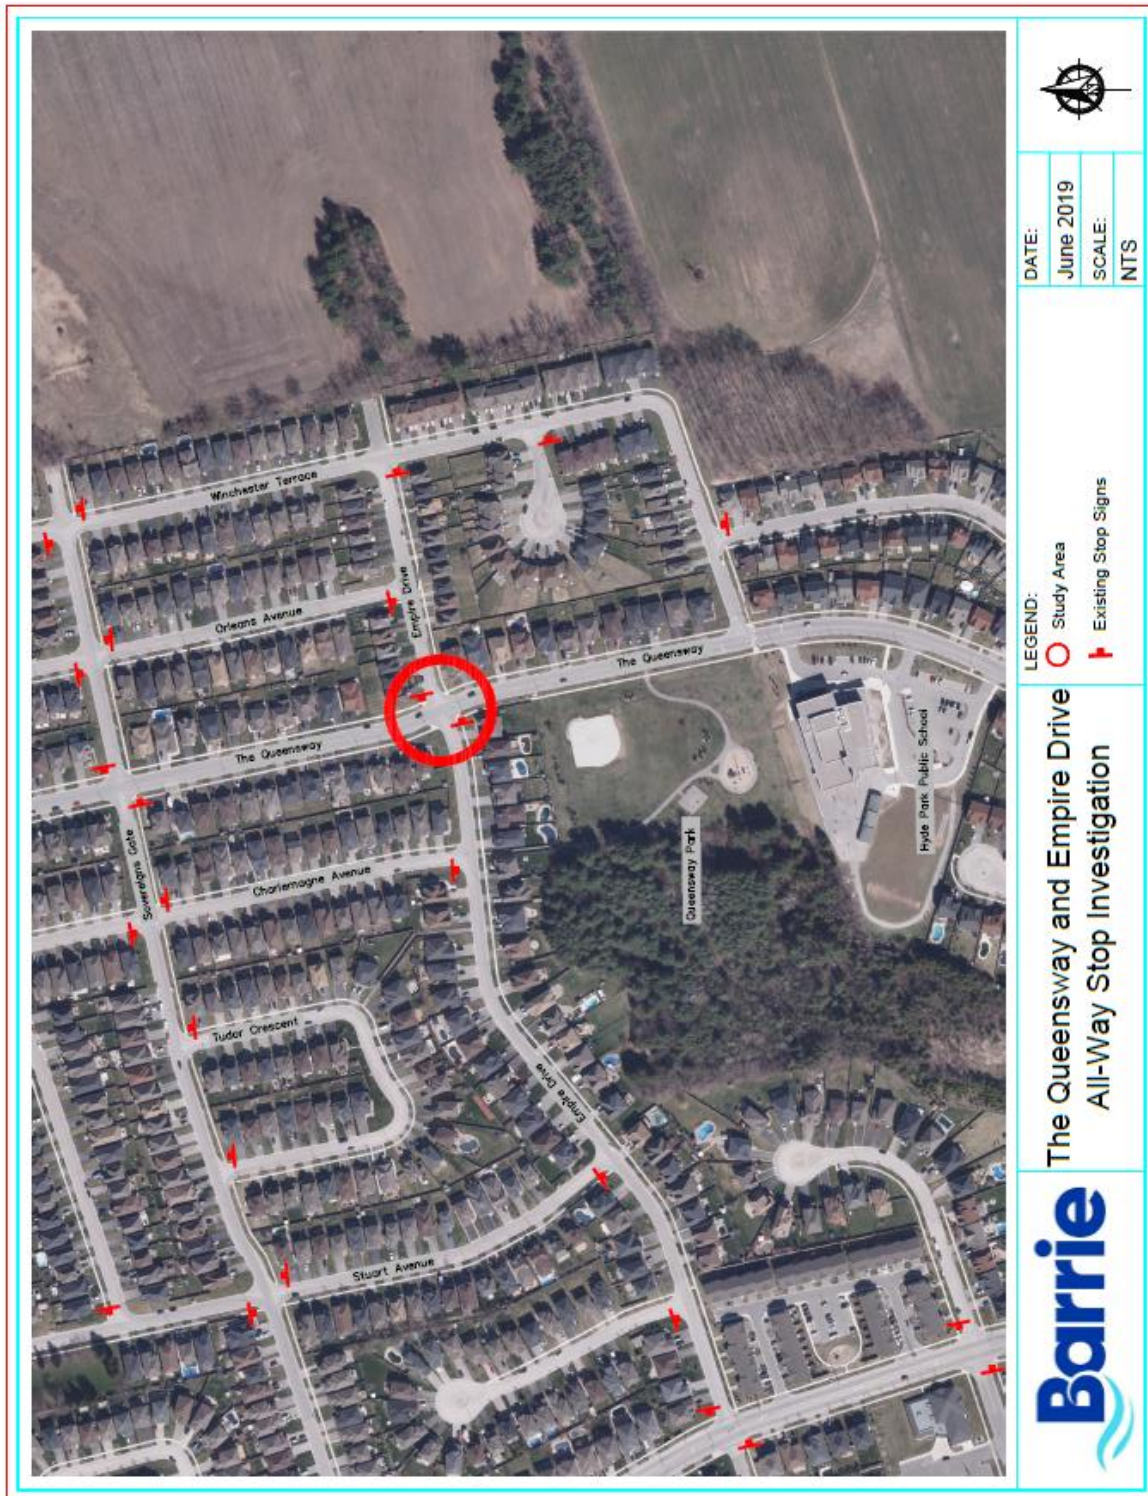 Winchester Terrace
Orleans Avenue
Empire Drive
The Queensway
The Queensway
Sovereigns Gate
Charlemagne Avenue
Tudor Crescent
Empire Drive
Stuart Avenue
Queensway Park
Hyde Park Public School
Barrie
The Queensway and Empire Drive
All-Way Stop Investigation
LEGEND:
Study Area
Existing Stop Signs
DATE:
June 2019
SCALE:
NTS